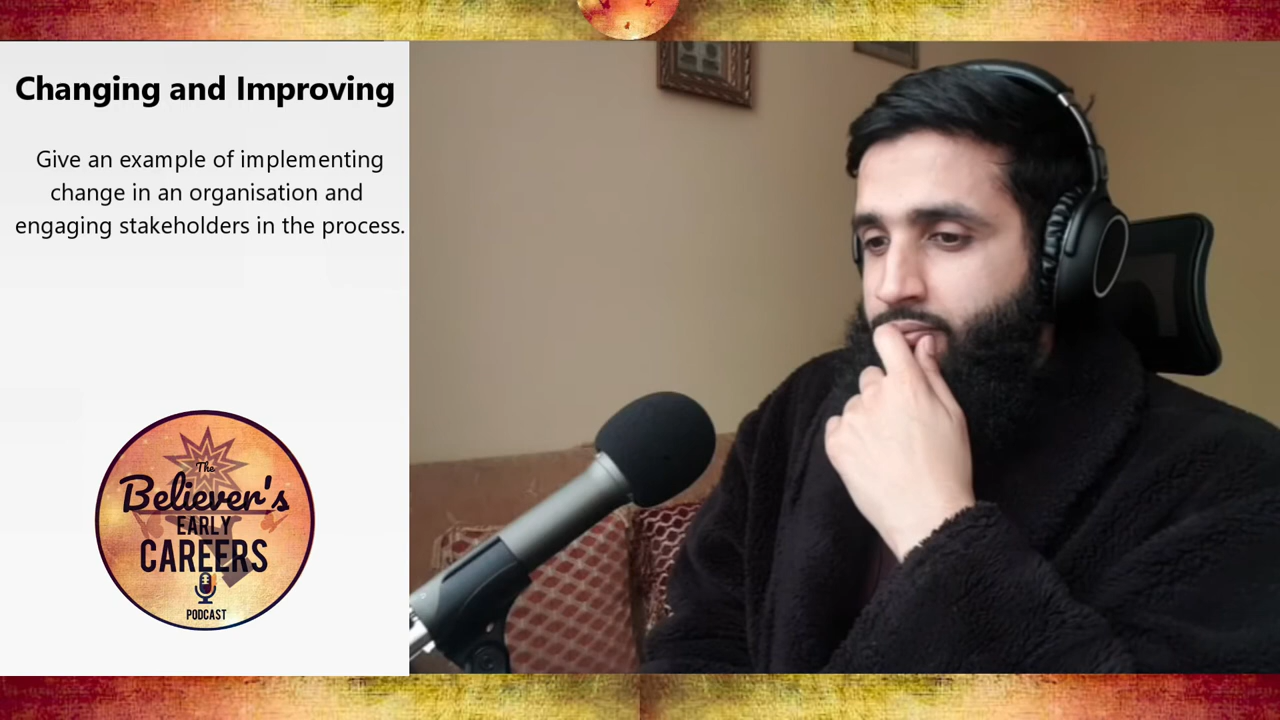 Changing and Improving
Give an example of implementing
change in an organisation and
engaging stakeholders in the process.
The
Believer's
EARLY
CAREERS
PODCAST